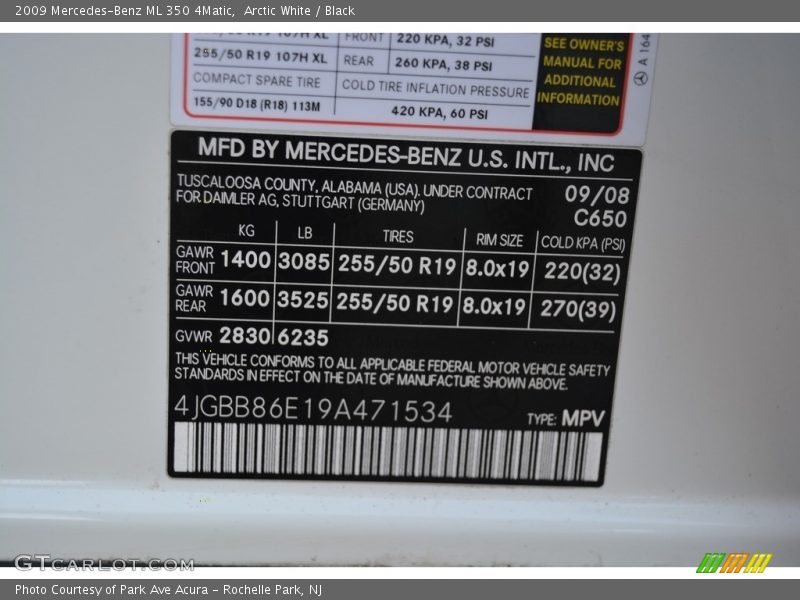 2009 Mercedes-Benz ML 350 4Matic, Arctic White / Black
FRONT 220 KPA, 32 PSI
255/50 R19 107H XL REAR 260 KPA, 38 PSI
COMPACT SPARE TIRE COLD TIRE INFLATION PRESSURE
155/90 D18 (R18) 113M 420 KPA, 60 PSI
SEE OWNER'S
MANUAL FOR
ADDITIONAL
INFORMATION
A 164
MFD BY MERCEDES-BENZ U.S. INTL., INC
TUSCALOOSA COUNTY, ALABAMA (USA). UNDER CONTRACT
FOR DAIMLER AG, STUTTGART (GERMANY)
09/08
C650
KG LB TIRES RIM SIZE COLD KPA (PSI)
GAWR FRONT 1400 3085 255/50 R19 8.0x19 220(32)
GAWR REAR 1600 3525 255/50 R19 8.0x19 270(39)
GVWR 2830 6235
THIS VEHICLE CONFORMS TO ALL APPLICABLE FEDERAL MOTOR VEHICLE SAFETY
STANDARDS IN EFFECT ON THE DATE OF MANUFACTURE SHOWN ABOVE.
4JGBB86E19A471534 TYPE: MPV
GTCARLOT.COM
Photo Courtesy of Park Ave Acura - Rochelle Park, NJ